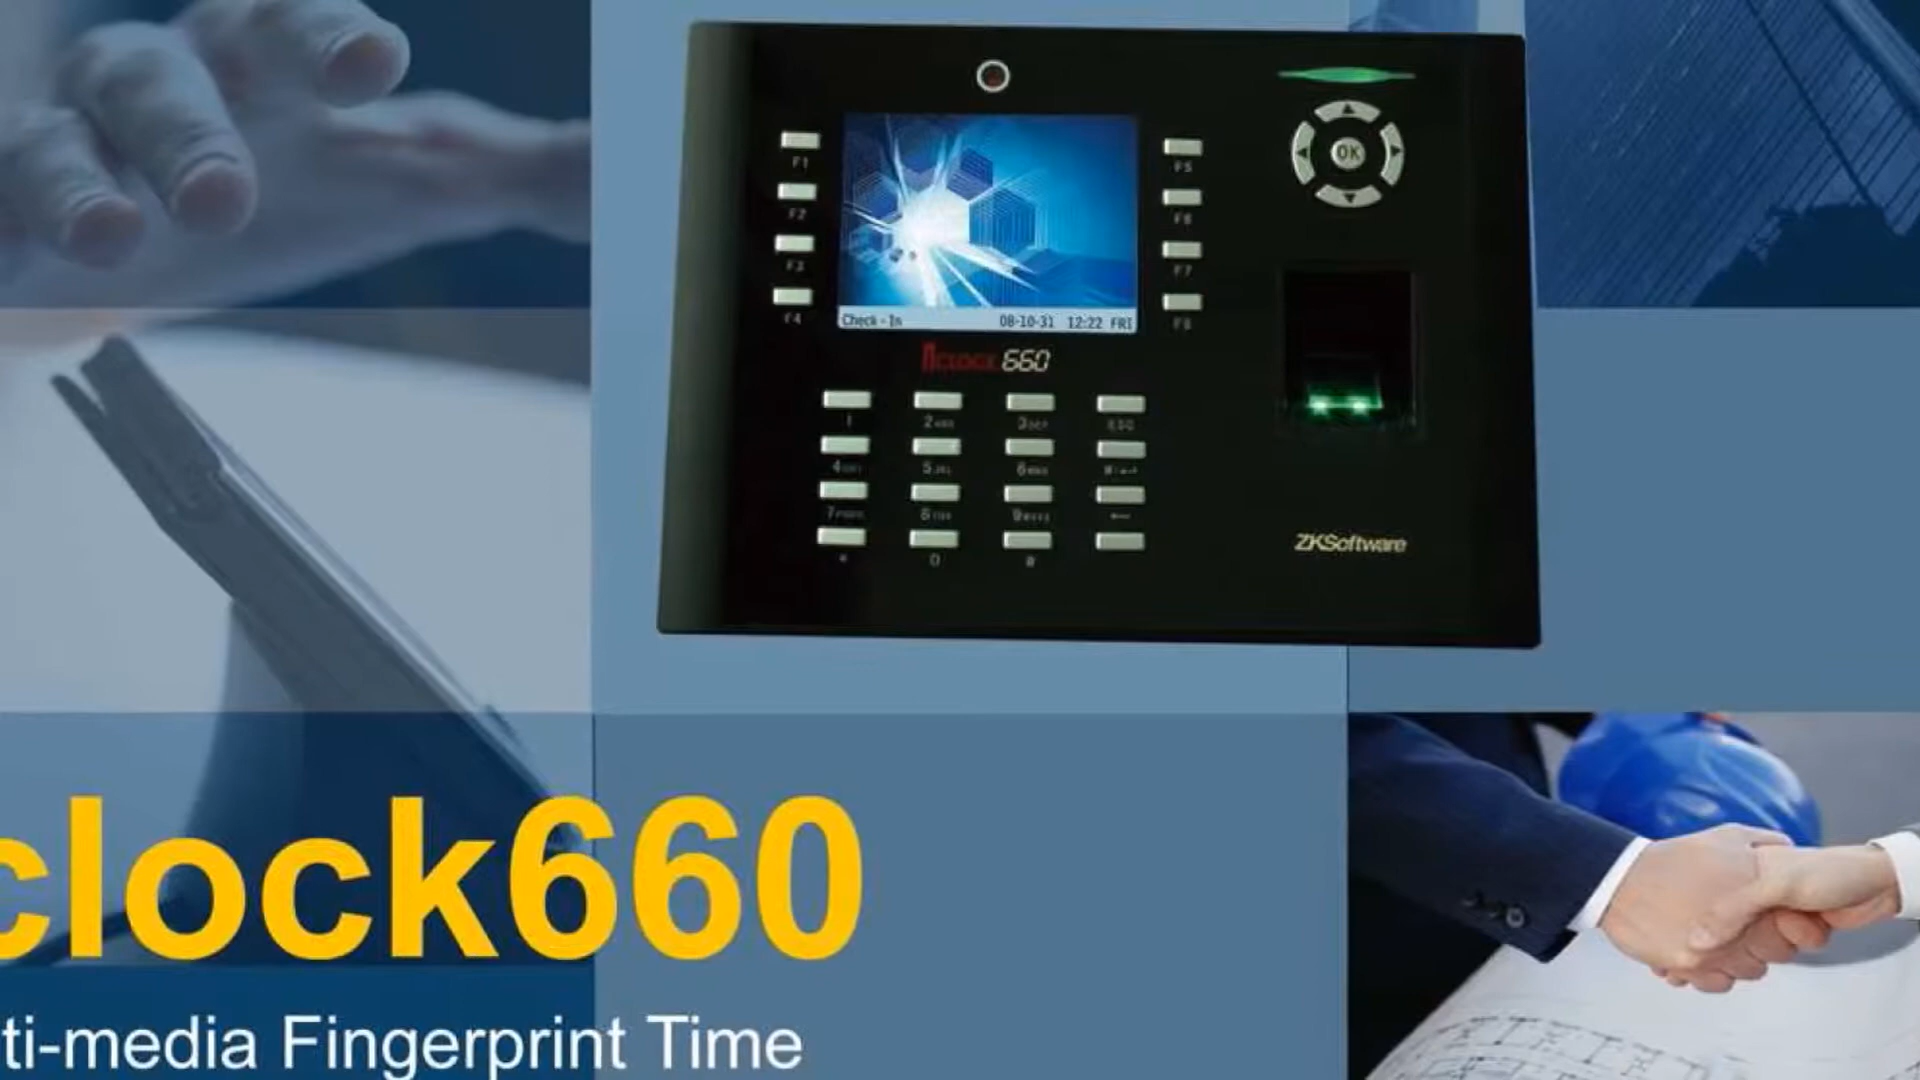 OK
F1
F5
F2
F6
F3
F7
F4
F8
Check-In 08-10-31 12:22 FRI
iCLOCK 660
1 2 3 ESC
4 5 6
7 8 9
* 0 #
ZKSoftware
clock660
ti-media Fingerprint Time